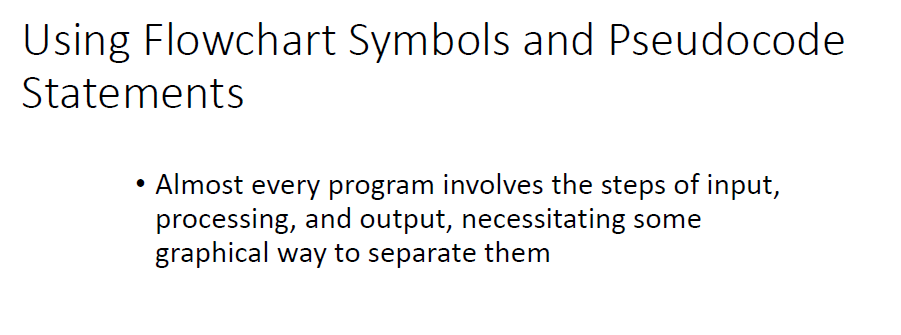 Using Flowchart Symbols and Pseudocode
Statements
• Almost every program involves the steps of input,
processing, and output, necessitating some
graphical way to separate them